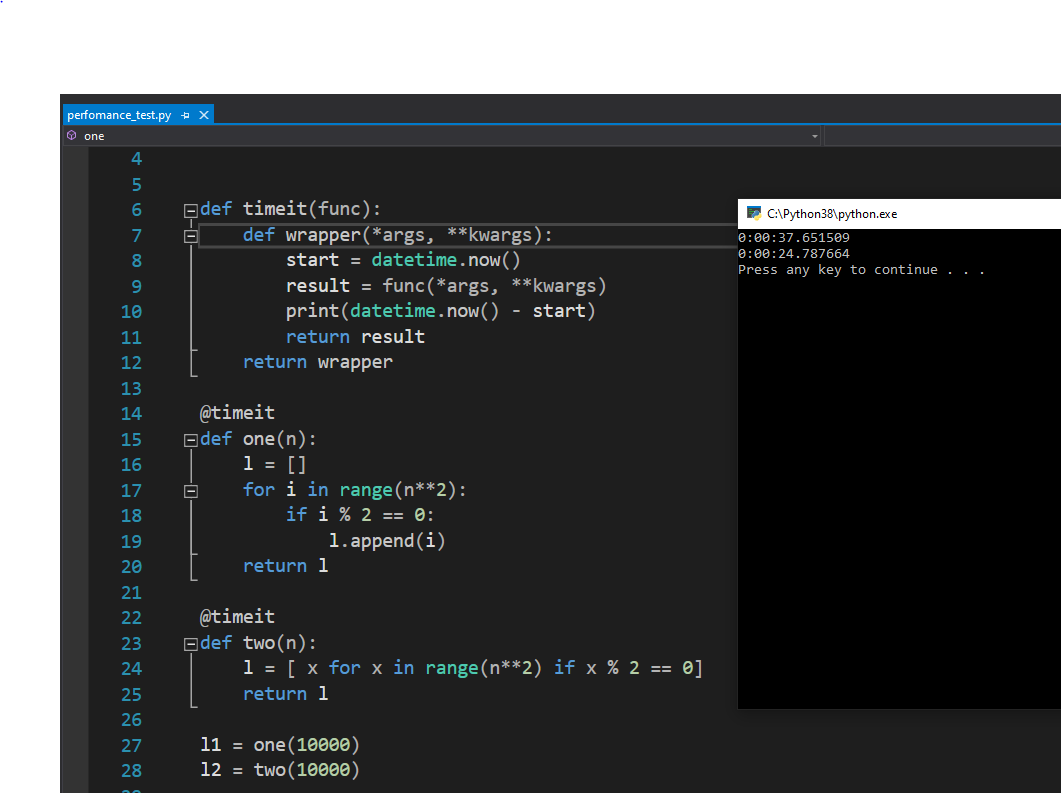 perfomance_test.py
one
4
5
6 def timeit(func):
7 def wrapper(*args, **kwargs):
8 start = datetime.now()
9 result = func(*args, **kwargs)
10 print(datetime.now() - start)
11 return result
12 return wrapper
13
14 @timeit
15 def one(n):
16 l = []
17 for i in range(n**2):
18 if i % 2 == 0:
19 l.append(i)
20 return l
21
22 @timeit
23 def two(n):
24 l = [ x for x in range(n**2) if x % 2 == 0]
25 return l
26
27 l1 = one(10000)
28 l2 = two(10000)
C:\Python38\python.exe
0:00:37.651509
0:00:24.787664
Press any key to continue . . .